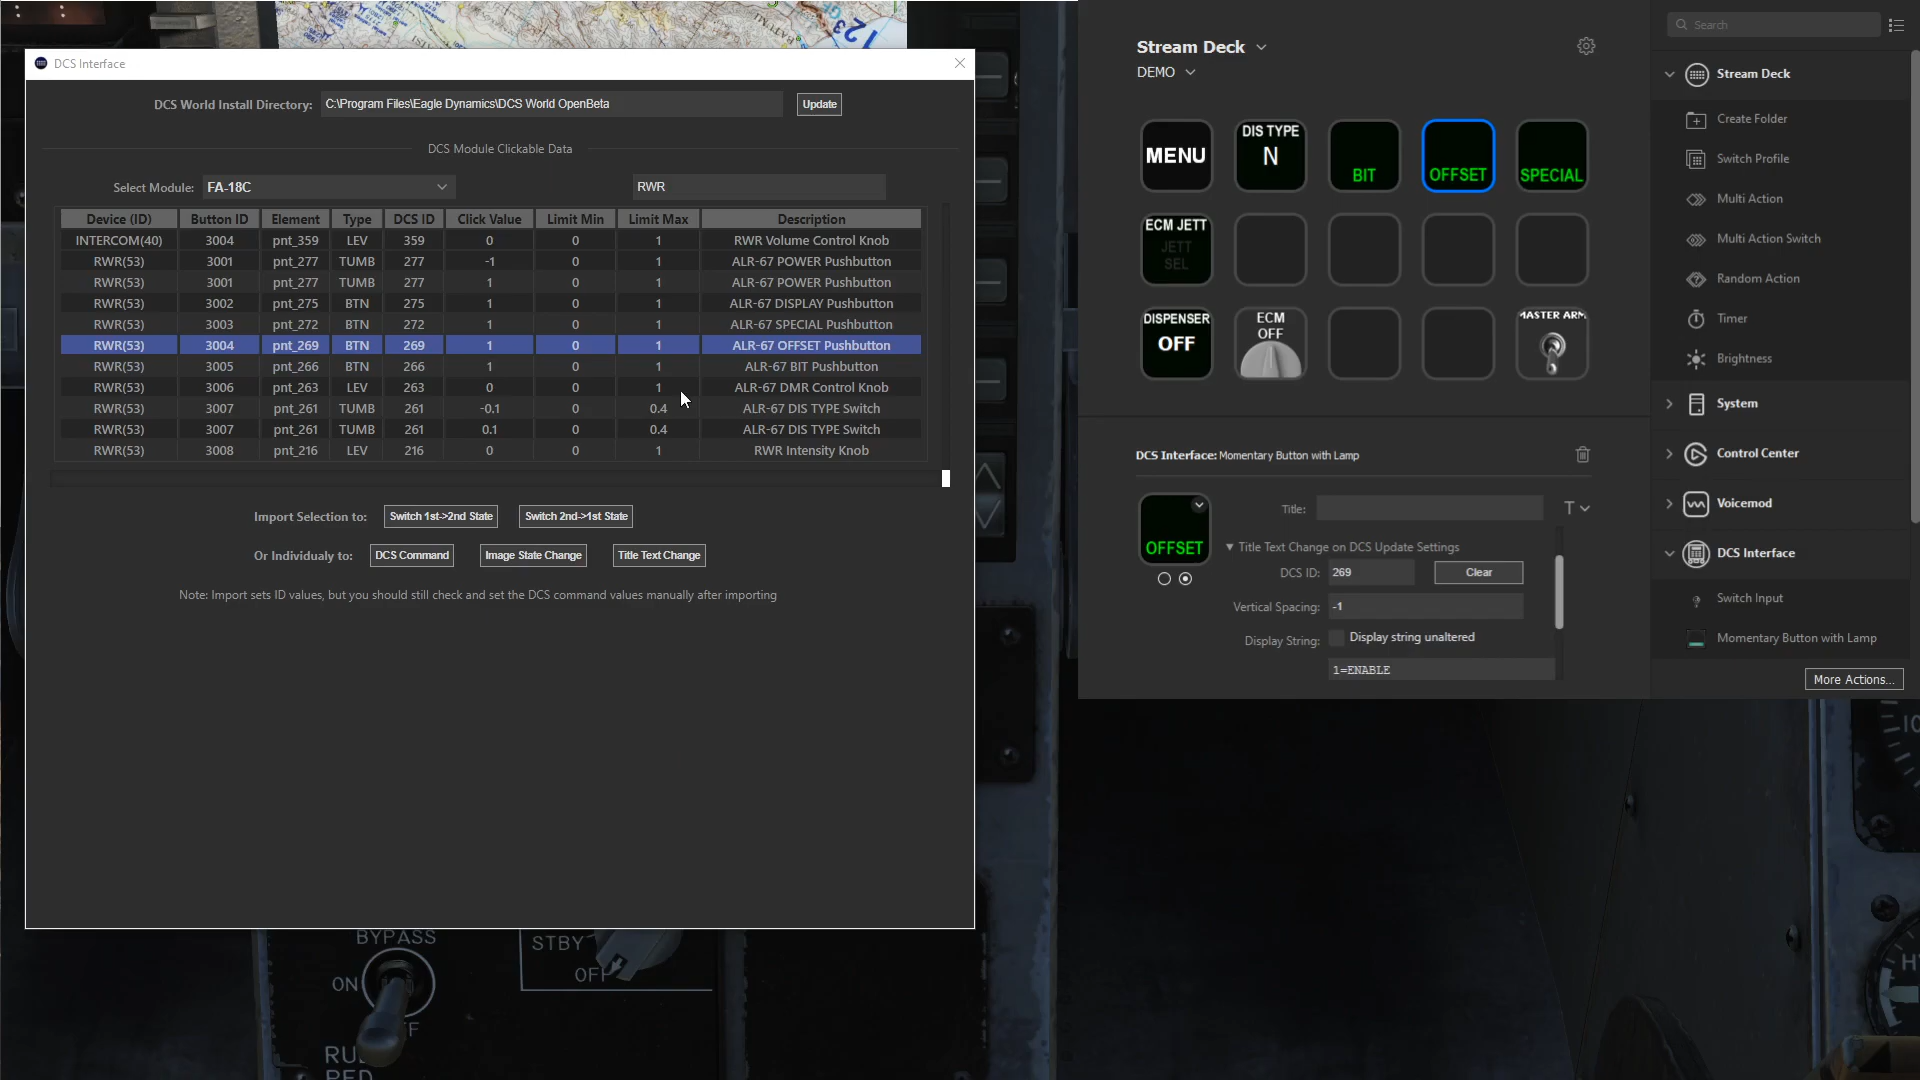 DCS Interface
DCS World Install Directory: C:\Program Files\Eagle Dynamics\DCS World OpenBeta Update
DCS Module Clickable Data
Select Module: FA-18C RWR
Device (ID) Button ID Element Type DCS ID Click Value Limit Min Limit Max Description
INTERCOM(40) 3004 pnt_359 LEV 359 0 0 1 RWR Volume Control Knob
RWR(53) 3001 pnt_277 TUMB 277 -1 0 1 ALR-67 POWER Pushbutton
RWR(53) 3001 pnt_277 TUMB 277 1 0 1 ALR-67 POWER Pushbutton
RWR(53) 3002 pnt_275 BTN 275 1 0 1 ALR-67 DISPLAY Pushbutton
RWR(53) 3003 pnt_272 BTN 272 1 0 1 ALR-67 SPECIAL Pushbutton
RWR(53) 3004 pnt_269 BTN 269 1 0 1 ALR-67 OFFSET Pushbutton
RWR(53) 3005 pnt_266 BTN 266 1 0 1 ALR-67 BIT Pushbutton
RWR(53) 3006 pnt_263 LEV 263 0 0 1 ALR-67 DMR Control Knob
RWR(53) 3007 pnt_261 TUMB 261 -0.1 0 0.4 ALR-67 DIS TYPE Switch
RWR(53) 3007 pnt_261 TUMB 261 0.1 0 0.4 ALR-67 DIS TYPE Switch
RWR(53) 3008 pnt_216 LEV 216 0 0 1 RWR Intensity Knob
Import Selection to: Switch 1st->2nd State Switch 2nd->1st State
Or Individualy to: DCS Command Image State Change Title Text Change
Note: Import sets ID values, but you should still check and set the DCS command values manually after importing
BYPASS
ON
STBY
OFF
Stream Deck
DEMO
MENU
DIS TYPE
N
BIT
OFFSET
SPECIAL
ECM JETT
JETT
SEL
DISPENSER
OFF
ECM
OFF
MASTER ARM
DCS Interface: Momentary Button with Lamp
OFFSET
Title:
T
Title Text Change on DCS Update Settings
DCS ID: 269 Clear
Vertical Spacing: -1
Display String: Display string unaltered
1=ENABLE
Search
Stream Deck
Create Folder
Switch Profile
Multi Action
Multi Action Switch
Random Action
Timer
Brightness
System
Control Center
Voicemod
DCS Interface
Switch Input
Momentary Button with Lamp
More Actions...